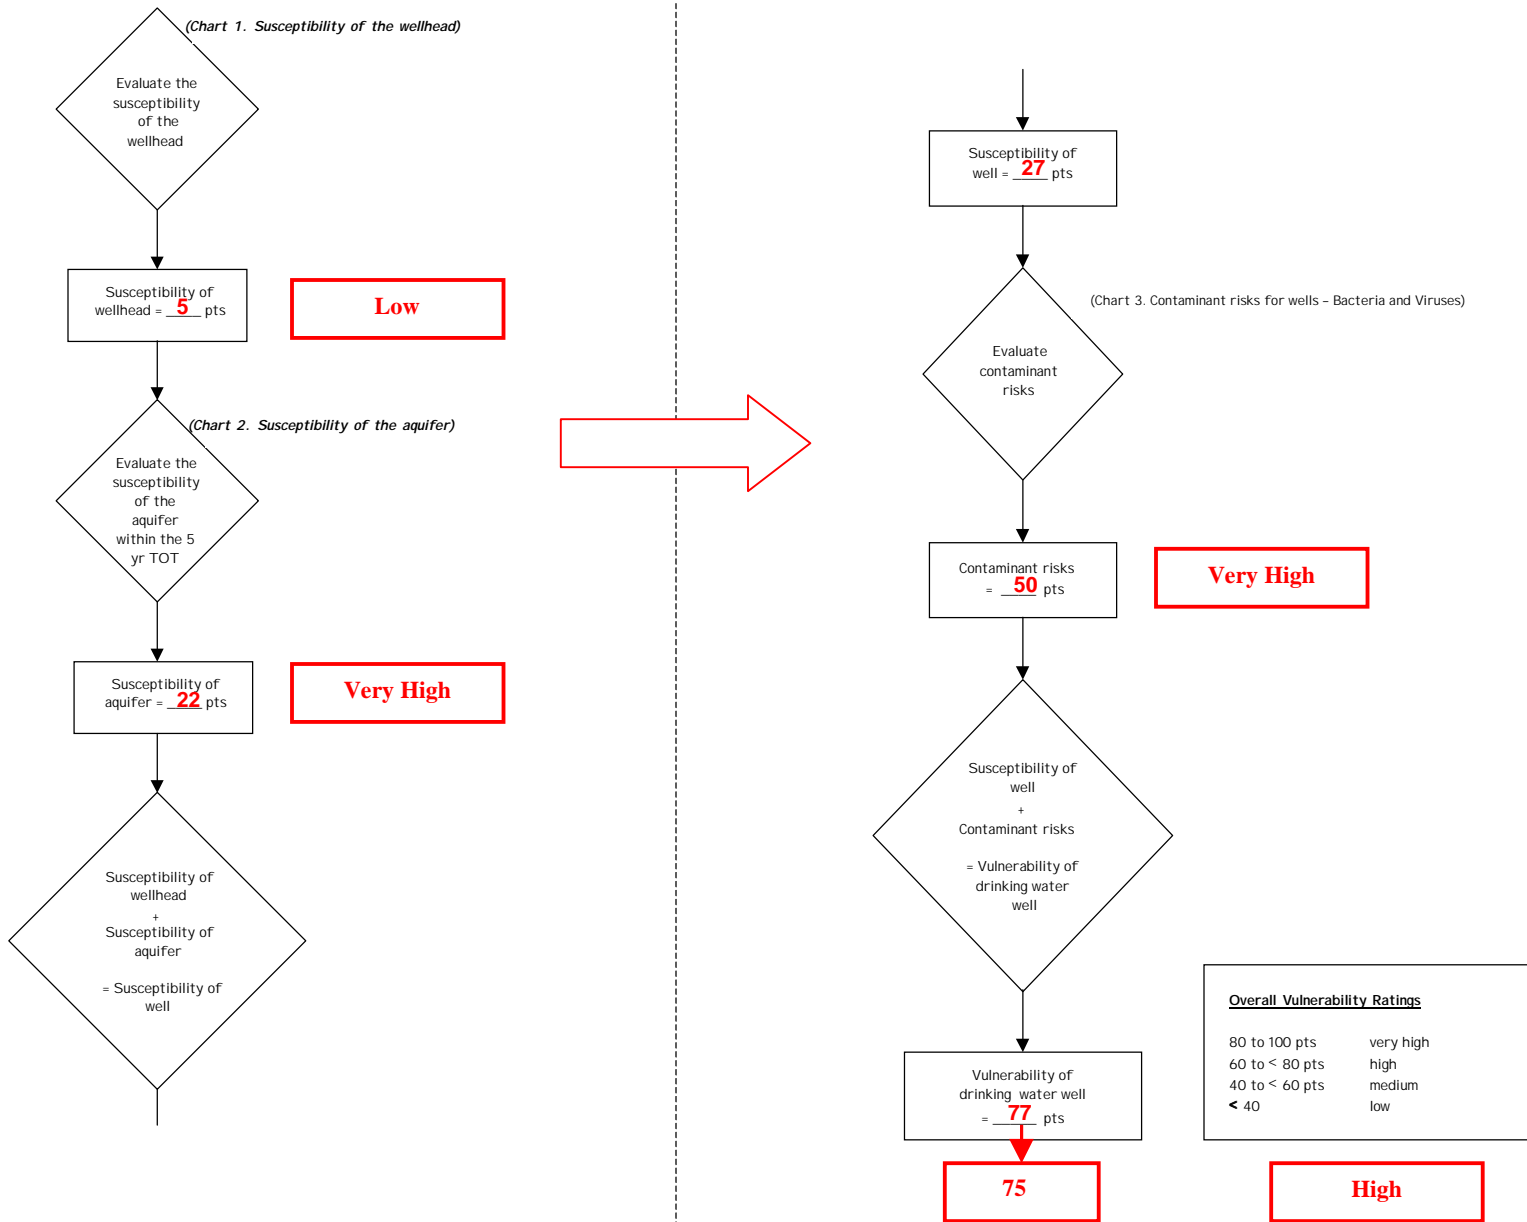 (Chart 1. Susceptibility of the wellhead)
Evaluate the
susceptibility
of the
wellhead
Susceptibility of
wellhead = 5 pts
Low
(Chart 2. Susceptibility of the aquifer)
Evaluate the
susceptibility
of the
aquifer
within the 5
yr TOT
Susceptibility of
aquifer = 22 pts
Very High
Susceptibility of
wellhead
+
Susceptibility of
aquifer
= Susceptibility of
well
Susceptibility of
well = 27 pts
(Chart 3. Contaminant risks for wells – Bacteria and Viruses)
Evaluate
contaminant
risks
Contaminant risks
= 50 pts
Very High
Susceptibility of
well
+
Contaminant risks
= Vulnerability of
drinking water
well
Vulnerability of
drinking water well
= 77 pts
75
Overall Vulnerability Ratings
80 to 100 pts very high
60 to < 80 pts high
40 to < 60 pts medium
< 40 low
High